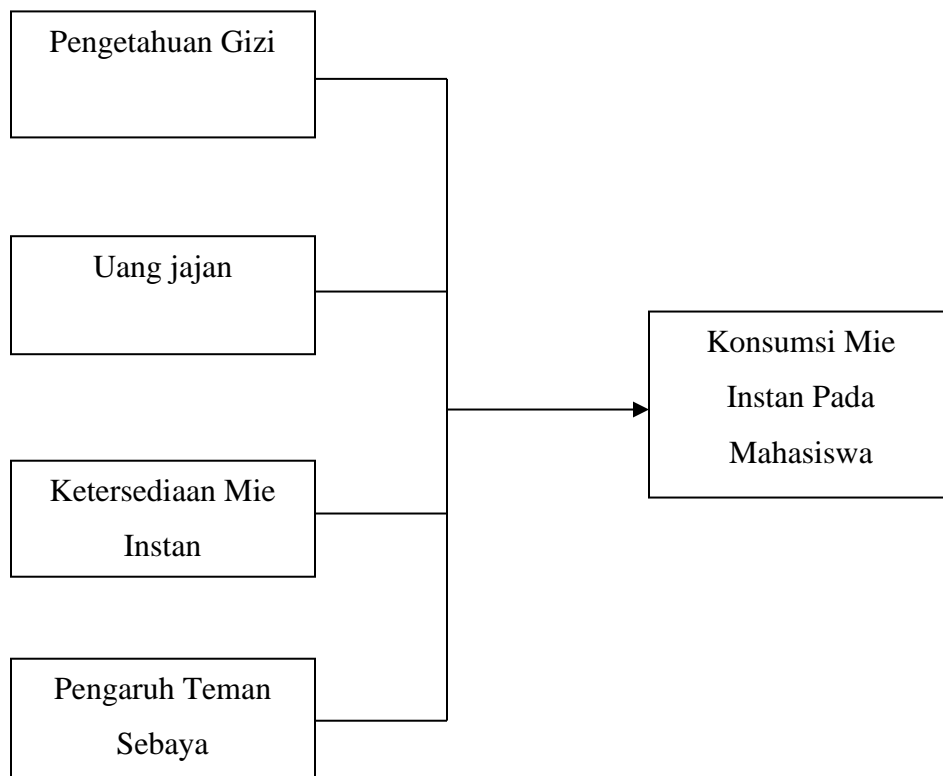 Pengetahuan Gizi
Uang jajan
Konsumsi Mie
Instan Pada
Mahasiswa
Ketersediaan Mie
Instan
Pengaruh Teman
Sebaya